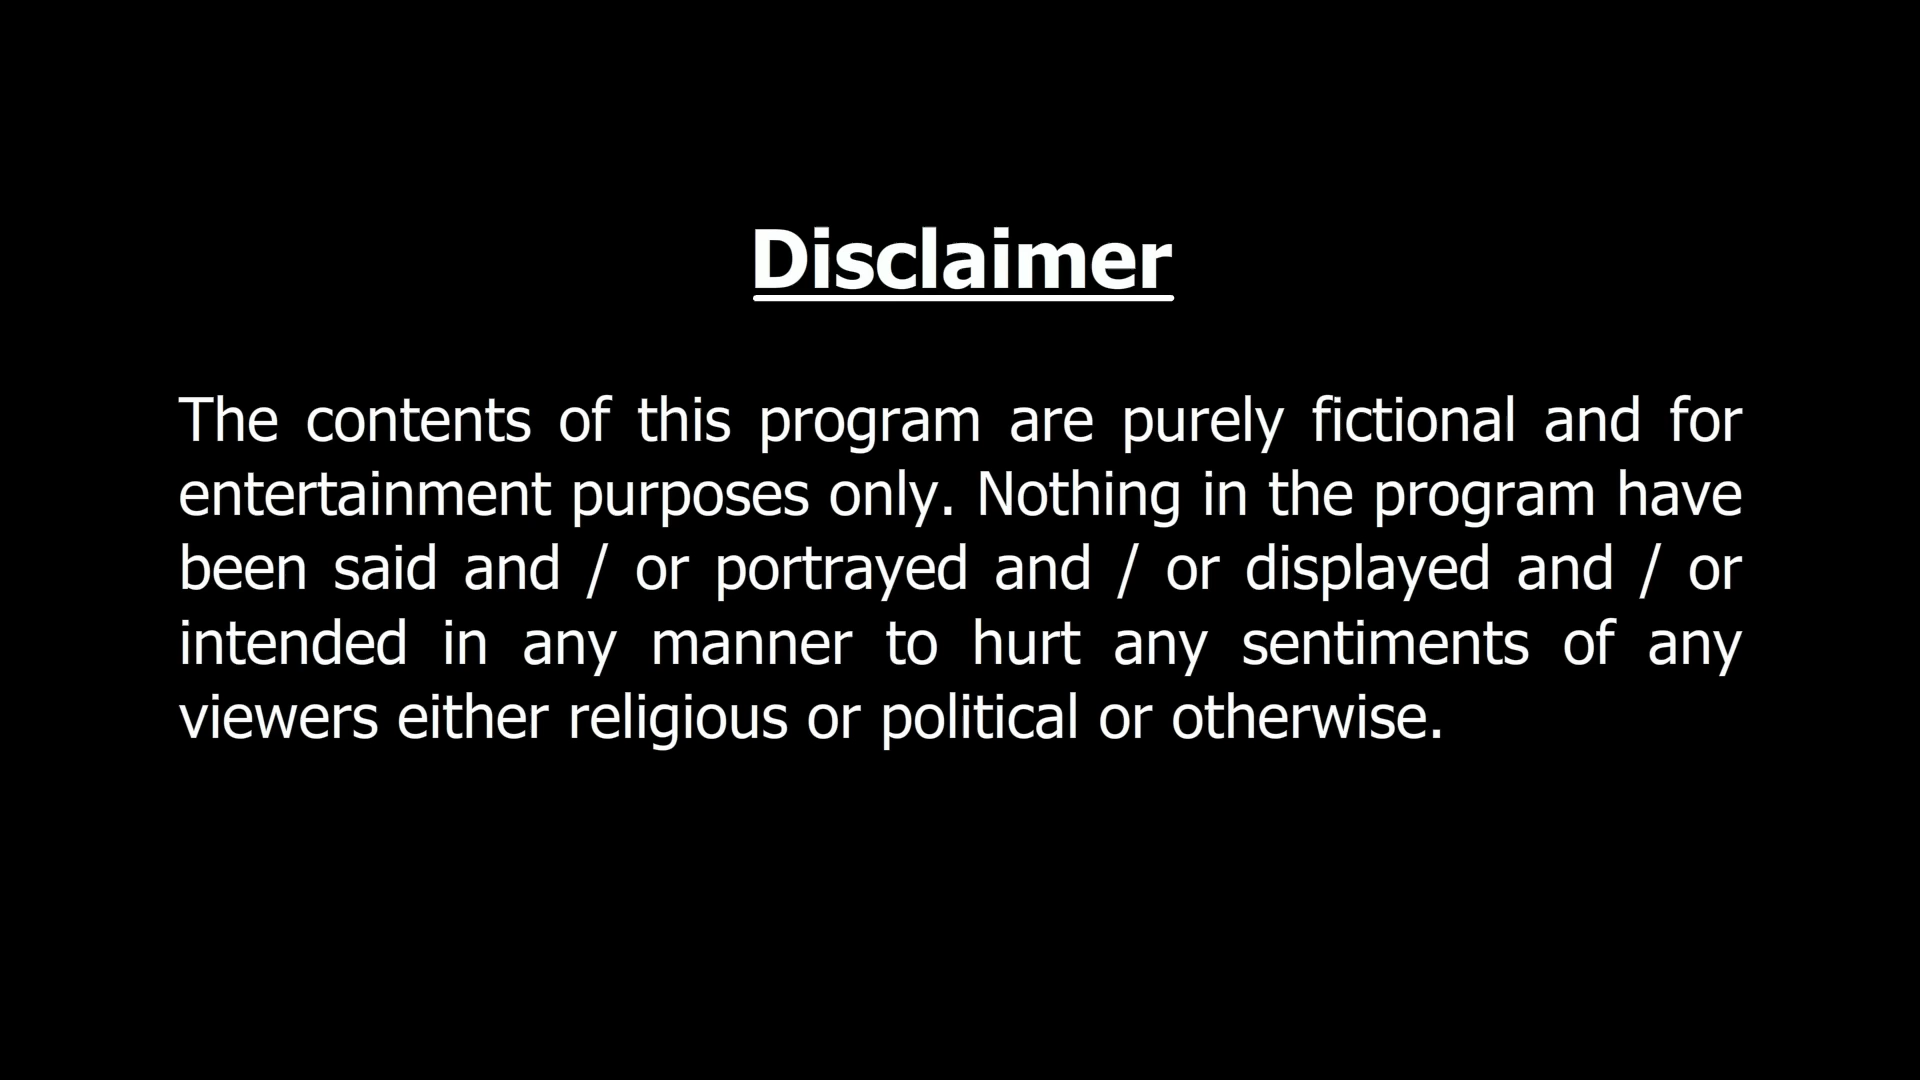 Disclaimer
The contents of this program are purely fictional and for
entertainment purposes only. Nothing in the program have
been said and / or portrayed and / or displayed and / or
intended in any manner to hurt any sentiments of any
viewers either religious or political or otherwise.